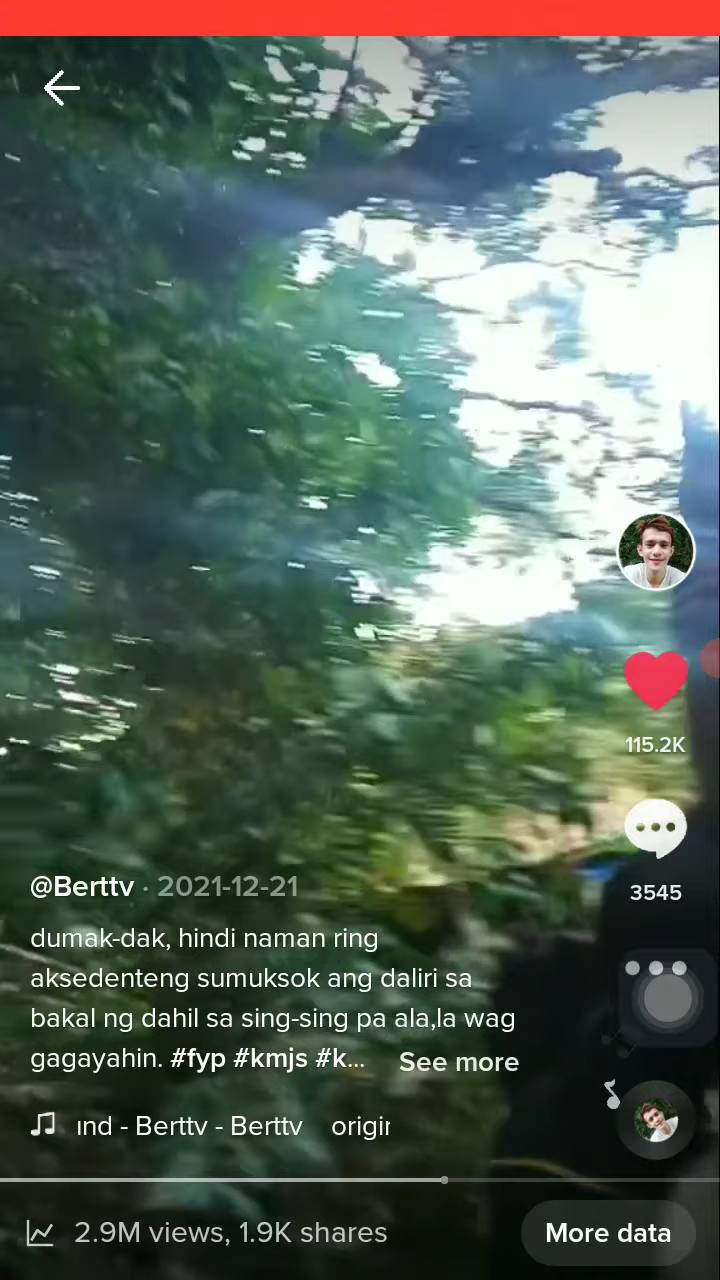 115.2K
3545
@Berttv · 2021-12-21
dumak-dak, hindi naman ring
aksedenteng sumuksok ang daliri sa
bakal ng dahil sa sing-sing pa ala,la wag
gagayahin. #fyp #kmjs #k... See more
ınd - Berttv - Berttv origin
2.9M views, 1.9K shares
More data